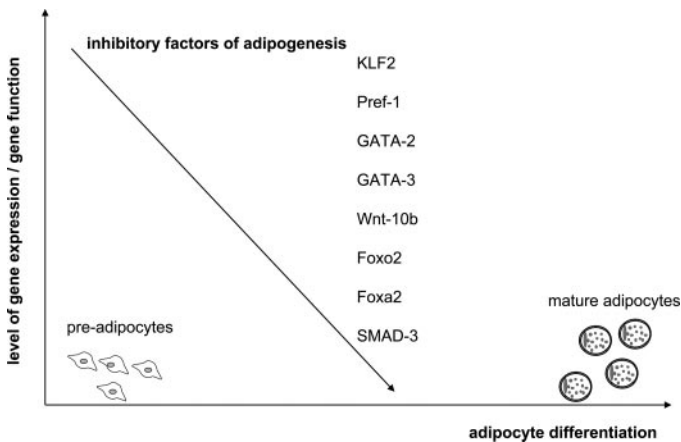 level of gene expression / gene function
inhibitory factors of adipogenesis
KLF2
Pref-1
GATA-2
GATA-3
Wnt-10b
Foxo2
Foxa2
SMAD-3
pre-adipocytes
mature adipocytes
adipocyte differentiation